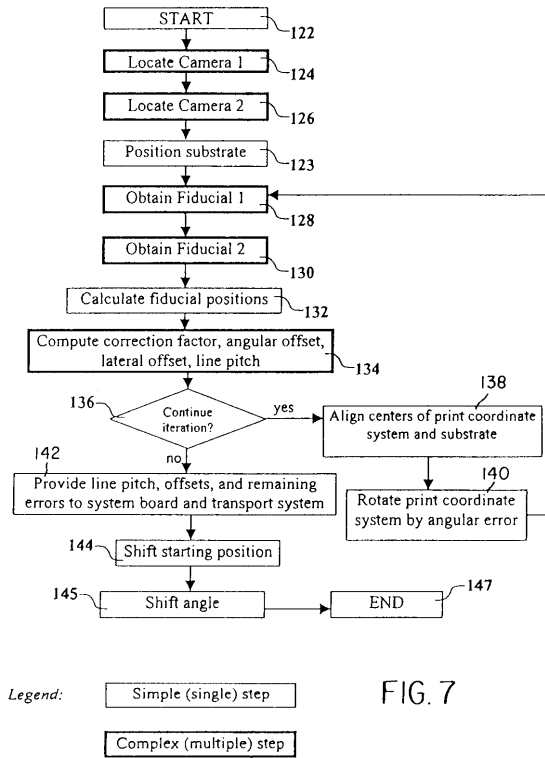 START
122
Locate Camera 1
124
Locate Camera 2
126
Position substrate
123
Obtain Fiducial 1
128
Obtain Fiducial 2
130
Calculate fiducial positions
132
Compute correction factor, angular offset,
lateral offset, line pitch
134
136
Continue
iteration?
yes
no
138
Align centers of print coordinate
system and substrate
140
Rotate print coordinate
system by angular error
142
Provide line pitch, offsets, and remaining
errors to system board and transport system
144
Shift starting position
145
Shift angle
END
147
Legend:
Simple (single) step
Complex (multiple) step
FIG. 7